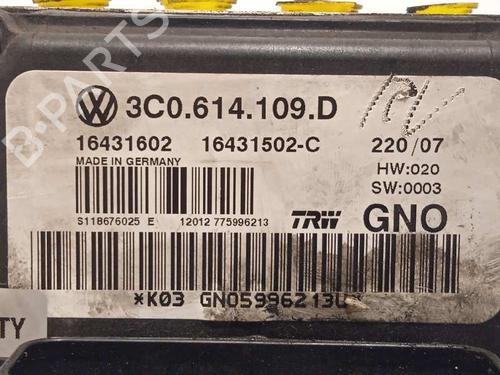 B-PARTS
3C0.614.109.D
16431602 16431502-C 220/07
MADE IN GERMANY HW:020
SW:0003
S118676025 E 12012 775996213 TRW GNO
*K03 GNO5996213U
TY